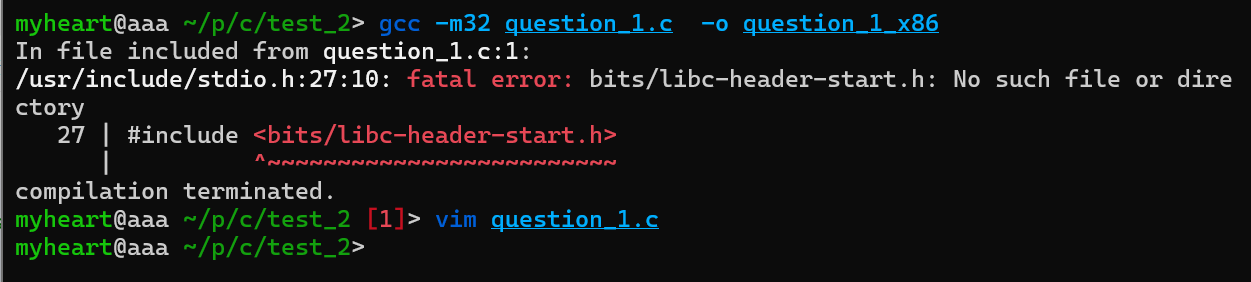 myheart@aaa ~/p/c/test_2> gcc -m32 question_1.c  -o question_1_x86
In file included from question_1.c:1:
/usr/include/stdio.h:27:10: fatal error: bits/libc-header-start.h: No such file or dire
ctory
   27 | #include <bits/libc-header-start.h>
      |          ^~~~~~~~~~~~~~~~~~~~~~~~~~
compilation terminated.
myheart@aaa ~/p/c/test_2 [1]> vim question_1.c
myheart@aaa ~/p/c/test_2>